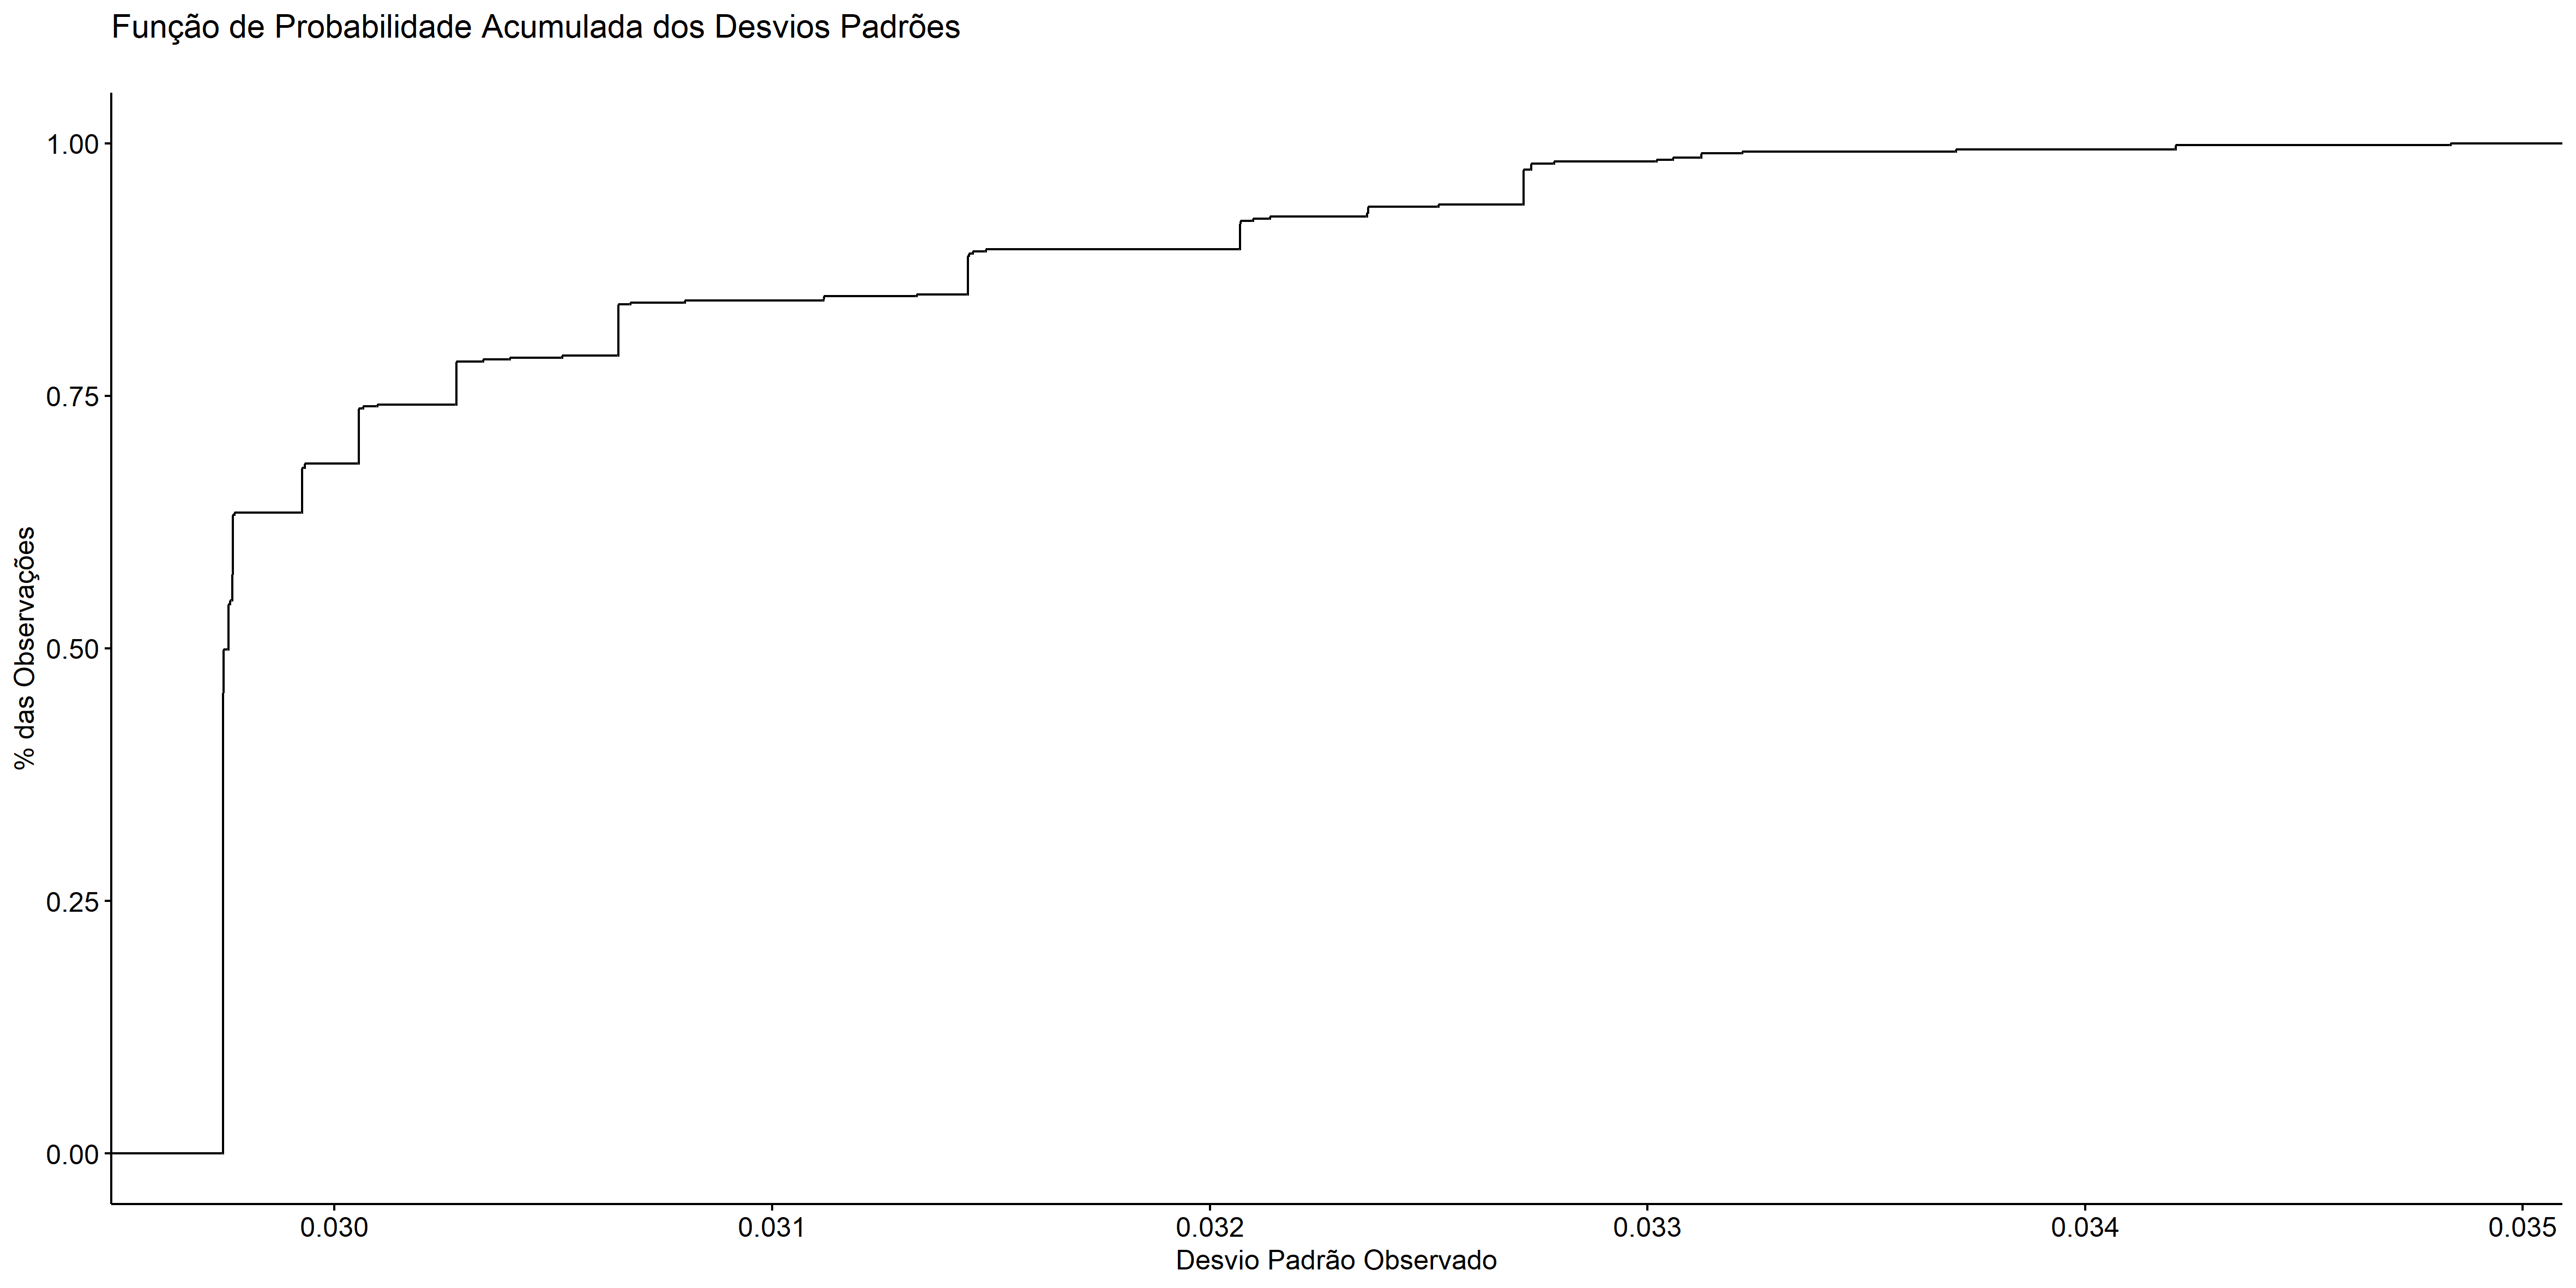 Função de Probabilidade Acumulada dos Desvios Padrões
1.00
0.75
0.50
0.25
0.00
% das Observações
0.030 0.031 0.032 0.033 0.034 0.035
Desvio Padrão Observado